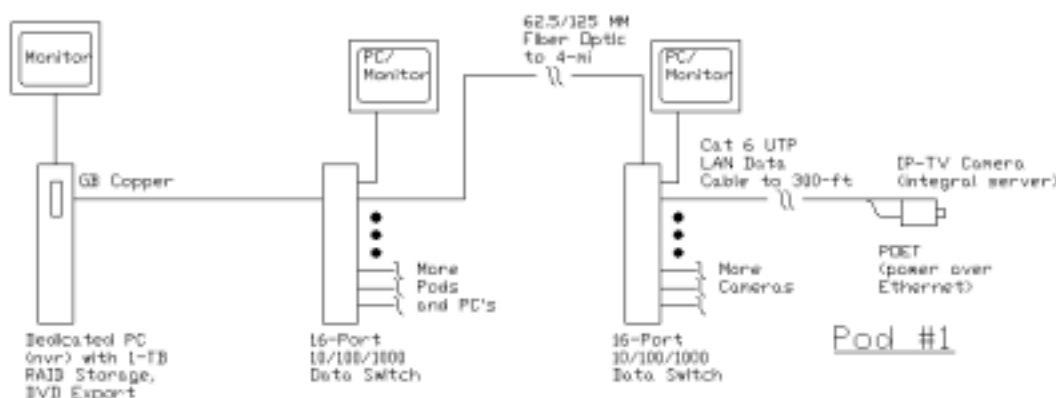 Monitor
PC/
Monitor
62.5/125 MM
Fiber Optic
to 4-mi
PC/
Monitor
GB Copper
Cat 6 UTP
LAN Data
Cable to 300-ft
IP-TV Camera
(integral server)
More
Pods
and PC's
More
Cameras
POET
(power over
Ethernet)
Dedicated PC
(nvr) with 1-TB
RAID Storage,
DVD Export
16-Port
10/100/1000
Data Switch
16-Port
10/100/1000
Data Switch
Pod #1